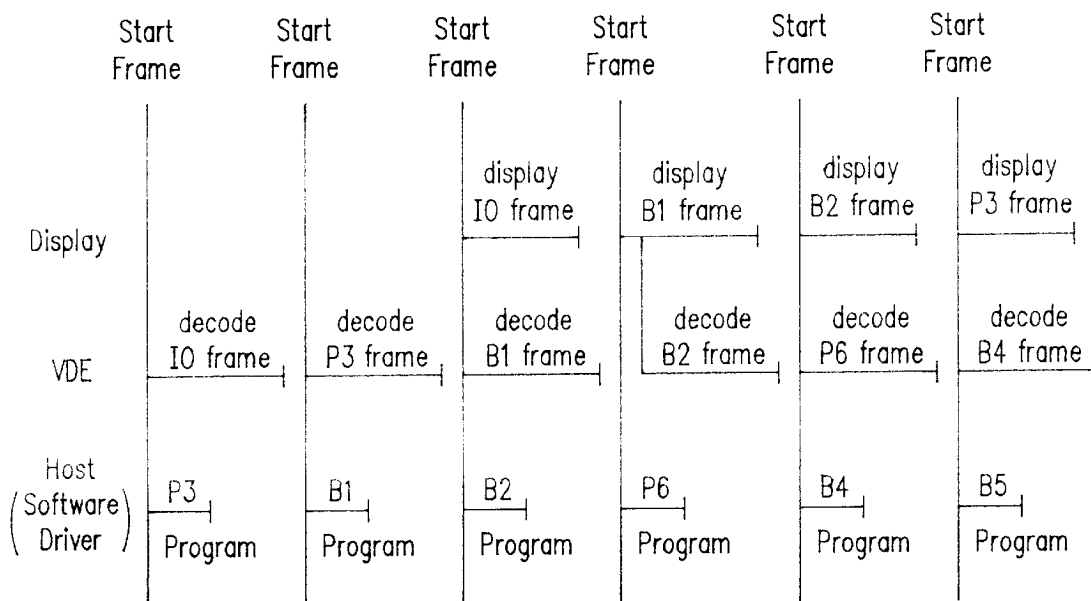 Start Start Start Start Start Start
Frame Frame Frame Frame Frame Frame
display display display display
IO frame B1 frame B2 frame P3 frame
Display
decode decode decode decode decode decode
IO frame P3 frame B1 frame B2 frame P6 frame B4 frame
VDE
Host
(Software
Driver)
P3 B1 B2 P6 B4 B5
Program Program Program Program Program Program